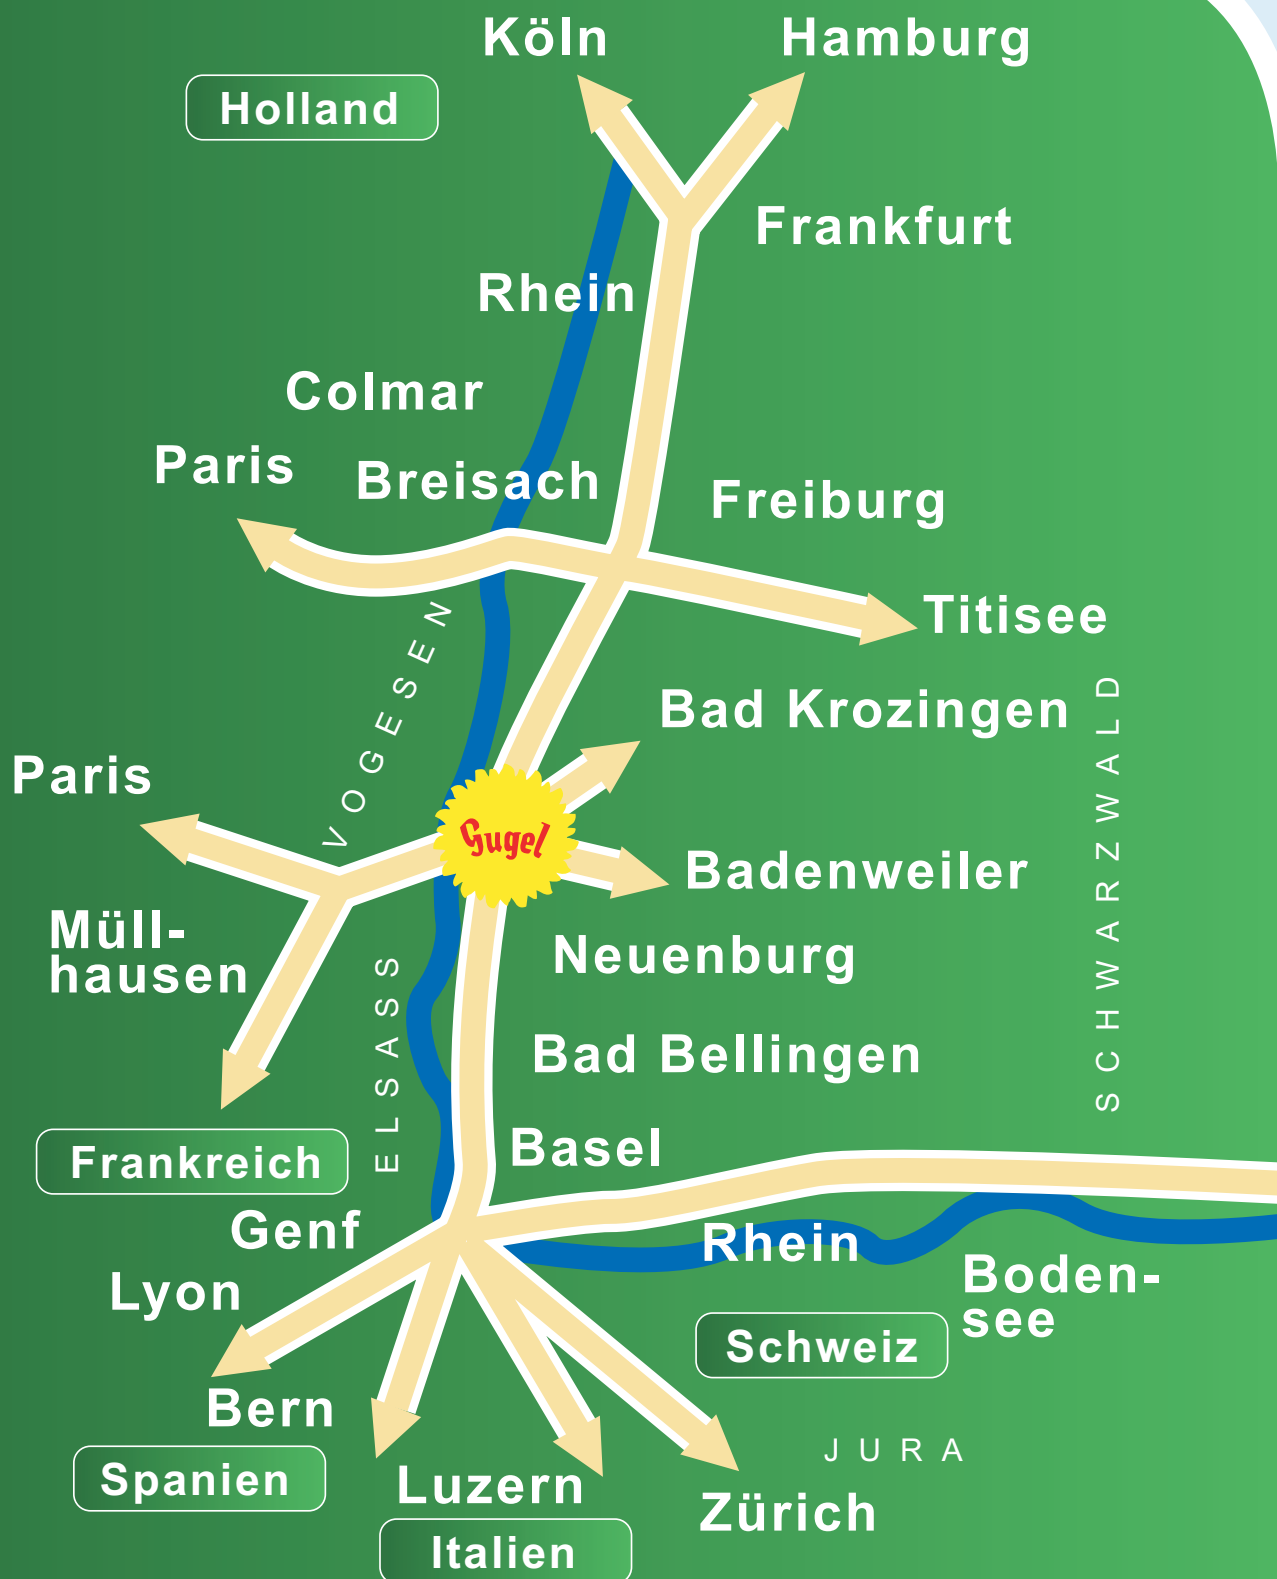 Köln
Hamburg
Holland
Frankfurt
Rhein
Colmar
Paris
Breisach
Freiburg
Titisee
VOGESEN
Bad Krozingen
SCHWARZWALD
Paris
Gugel
Badenweiler
Müll-
hausen
Neuenburg
ELSASS
Bad Bellingen
Basel
Frankreich
Genf
Rhein
Lyon
Boden-
see
Schweiz
Bern
JURA
Spanien
Luzern
Zürich
Italien